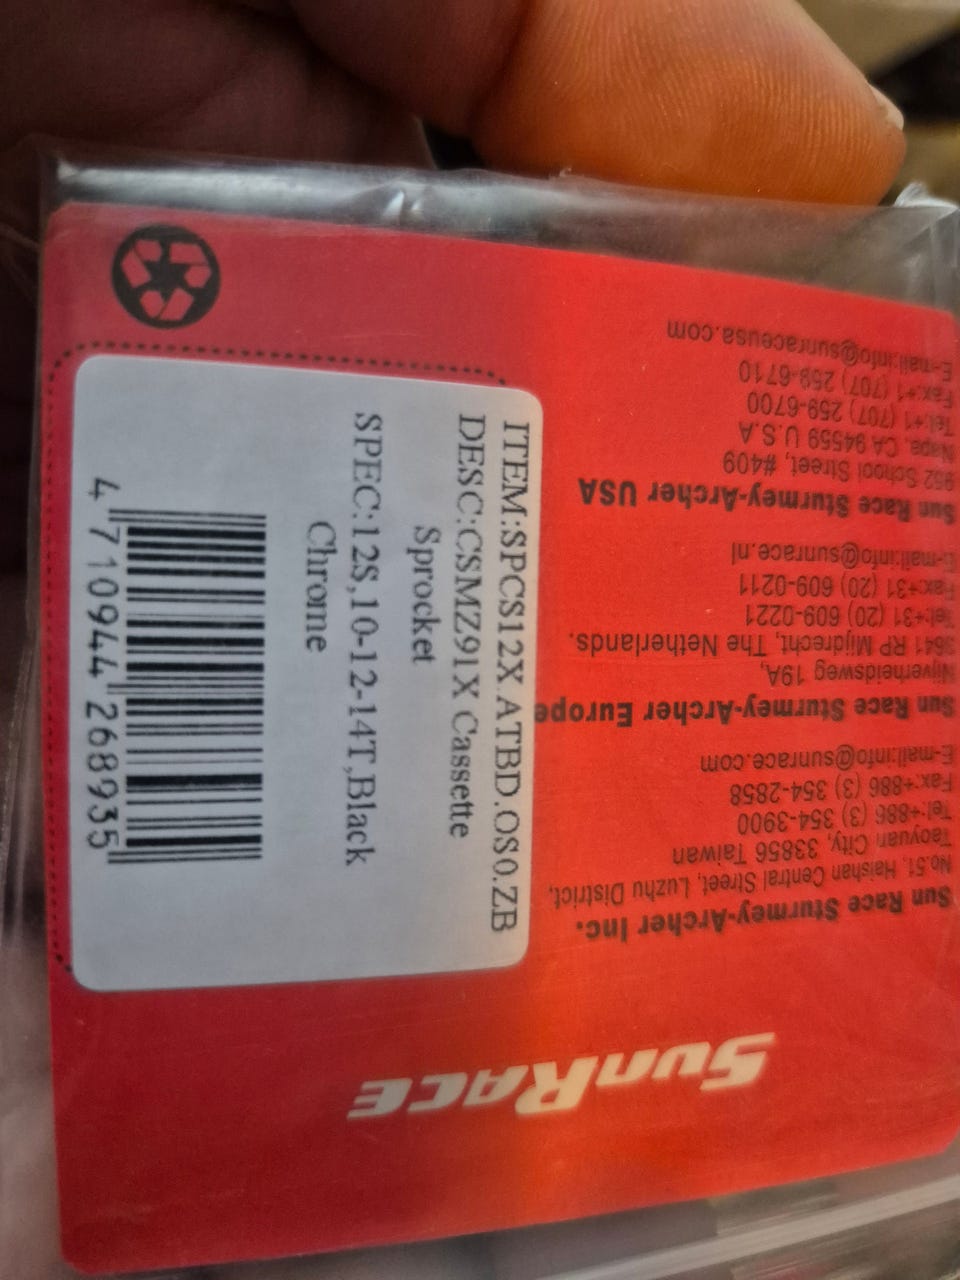 ITEM:SPCS12X.ATBD.OS0.ZB
DESC:CSMZ91X Cassette
Sprocket
SPEC:12S,10-12-14T,Black
Chrome
4 710944 268935
SUNRACE
Sun Race Sturmey-Archer Inc.
No.51, Haishan Central Street, Luzhu District,
Taoyuan City, 33856 Taiwan
Tel:+886 (3) 354-3900
Fax:+886 (3) 354-2858
E-mail:info@sunrace.com
Sun Race Sturmey-Archer Europe
Nijverheidsweg 19A,
3641 RP Mijdrecht, The Netherlands.
Tel:+31 (20) 609-0221
Fax:+31 (20) 609-0211
E-mail:info@sunrace.nl
Sun Race Sturmey-Archer USA
952 School Street, #409
Napa, CA 94559 U.S.A
Tel:+1 (707) 259-6700
Fax:+1 (707) 259-6710
E-mail:info@sunraceusa.com